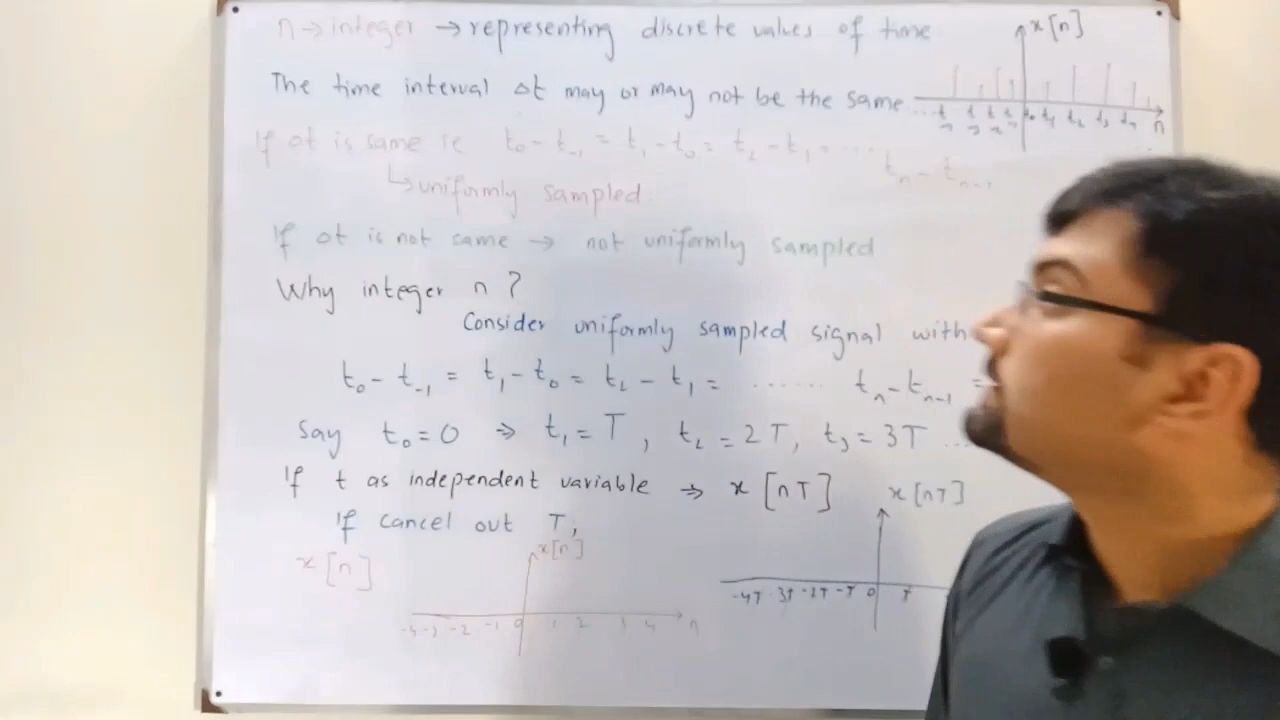 n → integer → representing discrete values of time
x[n]
The time interval Δt may or may not be the same
t₀ t₁ t₂ t₃ t₄ n
If Δt is same ie t₀ - t₋₁ = t₁ - t₀ = t₂ - t₁ = ..... tₙ - tₙ₋₁
↳ uniformly sampled
If Δt is not same → not uniformly sampled
Why integer n ?
Consider uniformly sampled signal with
t₀ - t₋₁ = t₁ - t₀ = t₂ - t₁ = ....... tₙ - tₙ₋₁ =
Say t₀ = 0 ⇒ t₁ = T , t₂ = 2T, t₃ = 3T ...
If t as independent variable ⇒ x [nT]
x [nT]
If cancel out T,
x [n]
x[n]
-4T -3T -2T -T 0 T
-4 -3 -2 -1 0 1 2 3 4 n